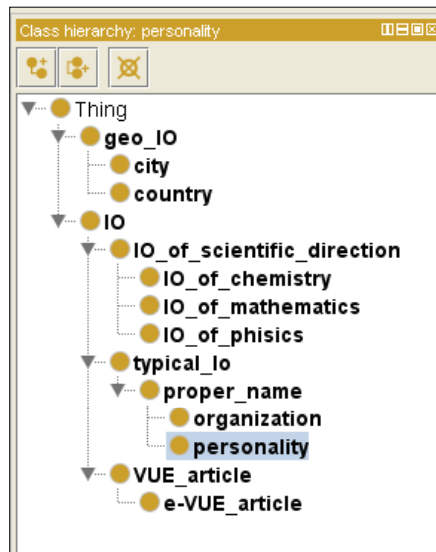 Class hierarchy: personality
Thing
geo_IO
city
country
IO
IO_of_scientific_direction
IO_of_chemistry
IO_of_mathematics
IO_of_phisics
typical_Io
proper_name
organization
personality
VUE_article
e-VUE_article